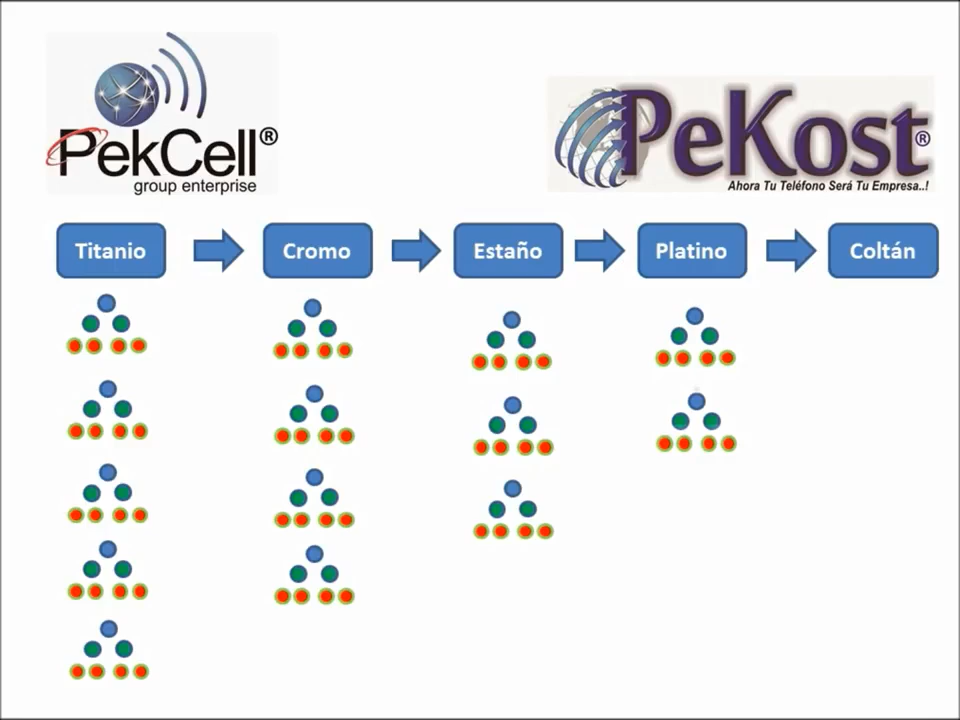 PekCell®
group enterprise
PeKost®
Ahora Tu Teléfono Será Tu Empresa..!
Titanio
Cromo
Estaño
Platino
Coltán